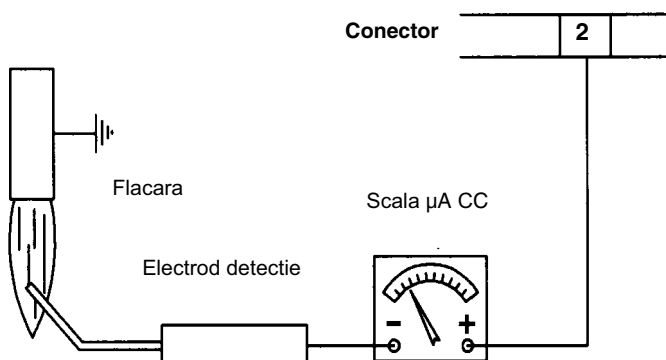 Conector 2
Flacara
Scala µA CC
Electrod detectie
- +